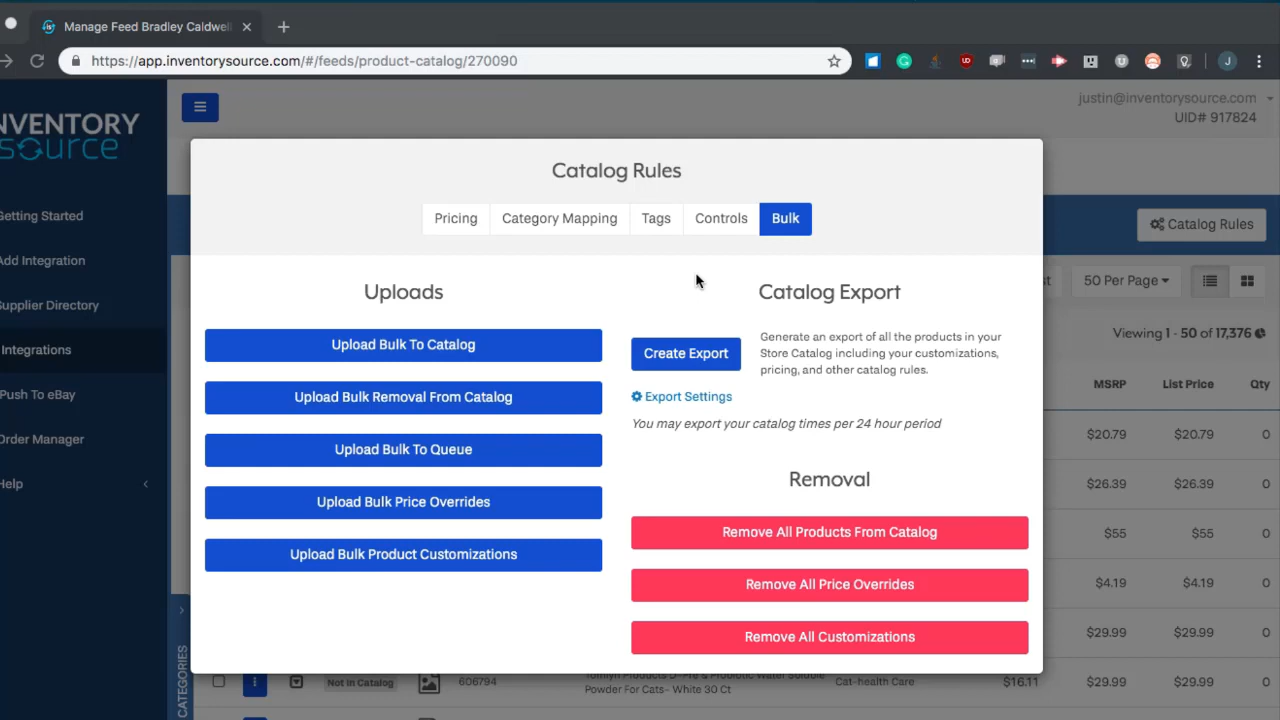 Manage Feed Bradley Caldwell
https://app.inventorysource.com/#/feeds/product-catalog/270090
J
NVENTORY
source
justin@inventorysource.com
UID# 917824
Getting Started
Add Integration
Supplier Directory
Integrations
Push To eBay
Order Manager
Help
Catalog Rules
Pricing
Category Mapping
Tags
Controls
Bulk
Catalog Rules
st
50 Per Page
Viewing 1 - 50 of 17,376
Uploads
Upload Bulk To Catalog
Upload Bulk Removal From Catalog
Upload Bulk To Queue
Upload Bulk Price Overrides
Upload Bulk Product Customizations
Catalog Export
Create Export
Generate an export of all the products in your
Store Catalog including your customizations,
pricing, and other catalog rules.
Export Settings
You may export your catalog times per 24 hour period
Removal
Remove All Products From Catalog
Remove All Price Overrides
Remove All Customizations
MSRP List Price Qty
$20.79 $20.79 0
$26.39 $26.39 0
$55 $55 0
$4.19 $4.19 0
$29.99 $29.99 0
CATEGORIES
Not In Catalog
606794
Tomlyn Products D-Pre & Probiotic Water Soluble
Powder For Cats- White 30 Ct
Cat-health Care
$16.11 $29.99 $29.99 0